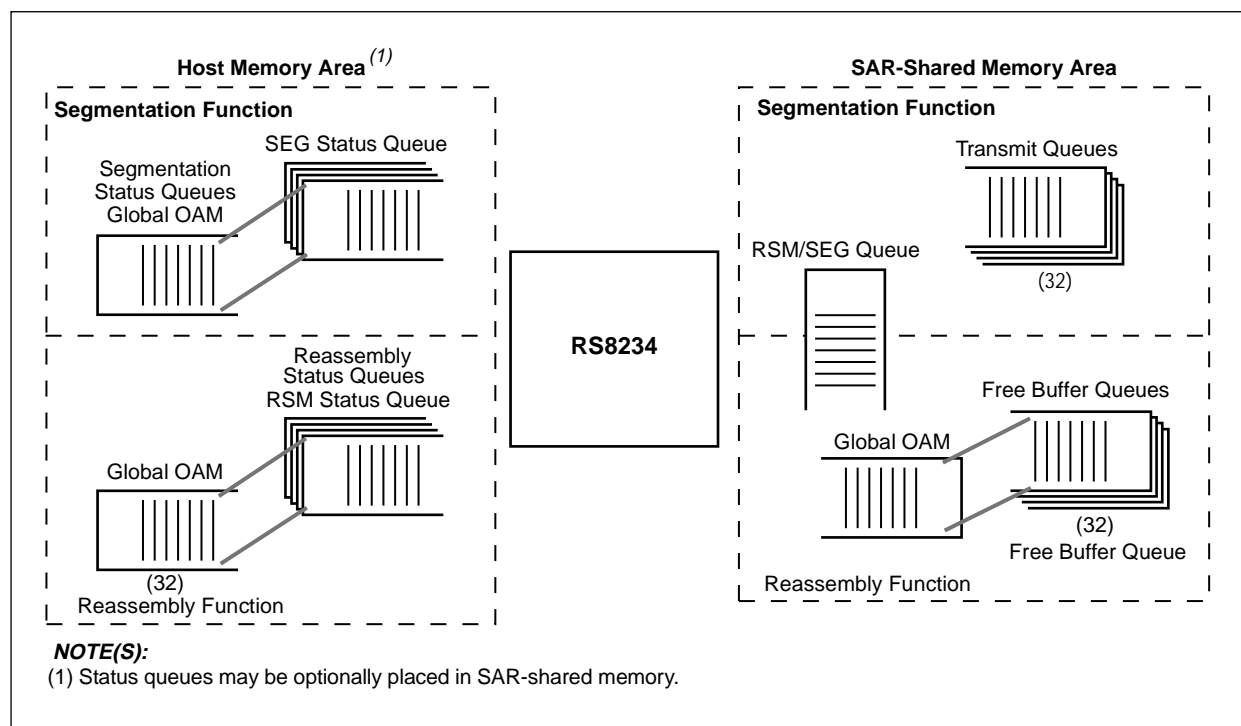 Host Memory Area (1)
Segmentation Function
SEG Status Queue
Segmentation
Status Queues
Global OAM
Reassembly
Status Queues
RSM Status Queue
Global OAM
(32)
Reassembly Function
RS8234
SAR-Shared Memory Area
Segmentation Function
Transmit Queues
(32)
RSM/SEG Queue
Free Buffer Queues
Global OAM
(32)
Free Buffer Queue
Reassembly Function
NOTE(S):
(1) Status queues may be optionally placed in SAR-shared memory.